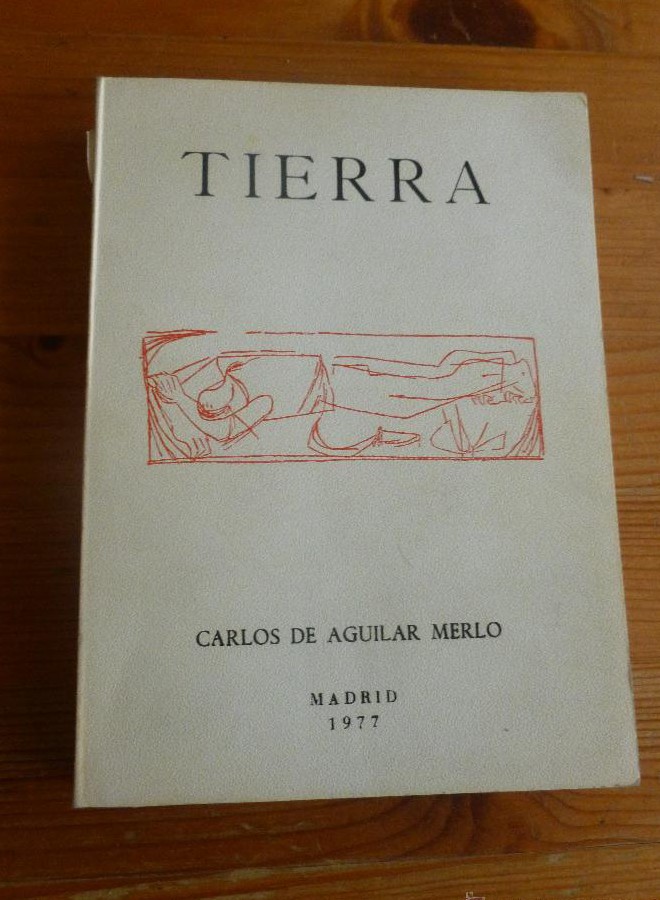 TIERRA
CARLOS DE AGUILAR MERLO
MADRID
1977